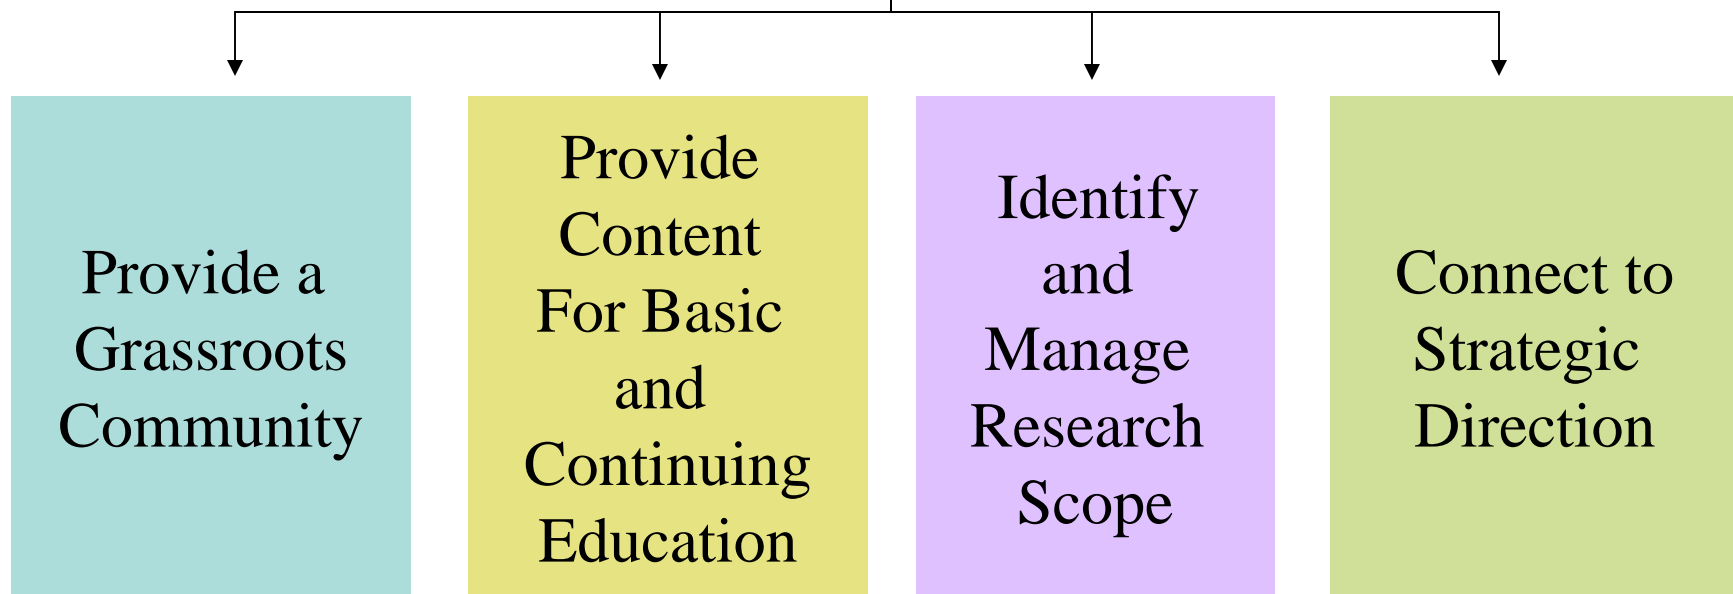 Provide a
Grassroots
Community
Provide
Content
For Basic
and
Continuing
Education
Identify
and
Manage
Research
Scope
Connect to
Strategic
Direction